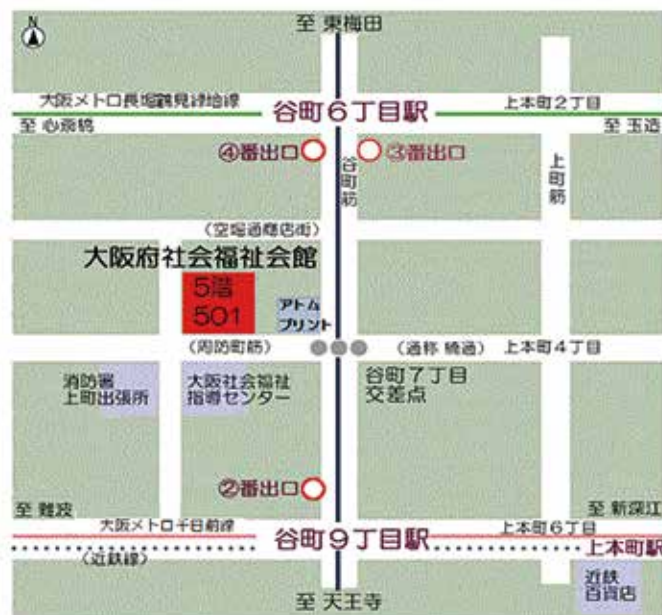 N
至 東梅田
大阪メトロ長堀鶴見緑地線
谷町6丁目駅
上本町2丁目
至 心斎橋
至 玉造
④番出口
③番出口
谷町筋
上町筋
(空堀通商店街)
大阪府社会福祉会館
5階
501
アトム
プリント
(周防町筋)
上本町4丁目
消防署
上町出張所
大阪社会福祉
指導センター
谷町7丁目
交差点
②番出口
至 難波
至 新深江
大阪メトロ千日前線
谷町9丁目駅
上本町6丁目
(近鉄線)
上本町駅
近鉄
百貨店
至 天王寺